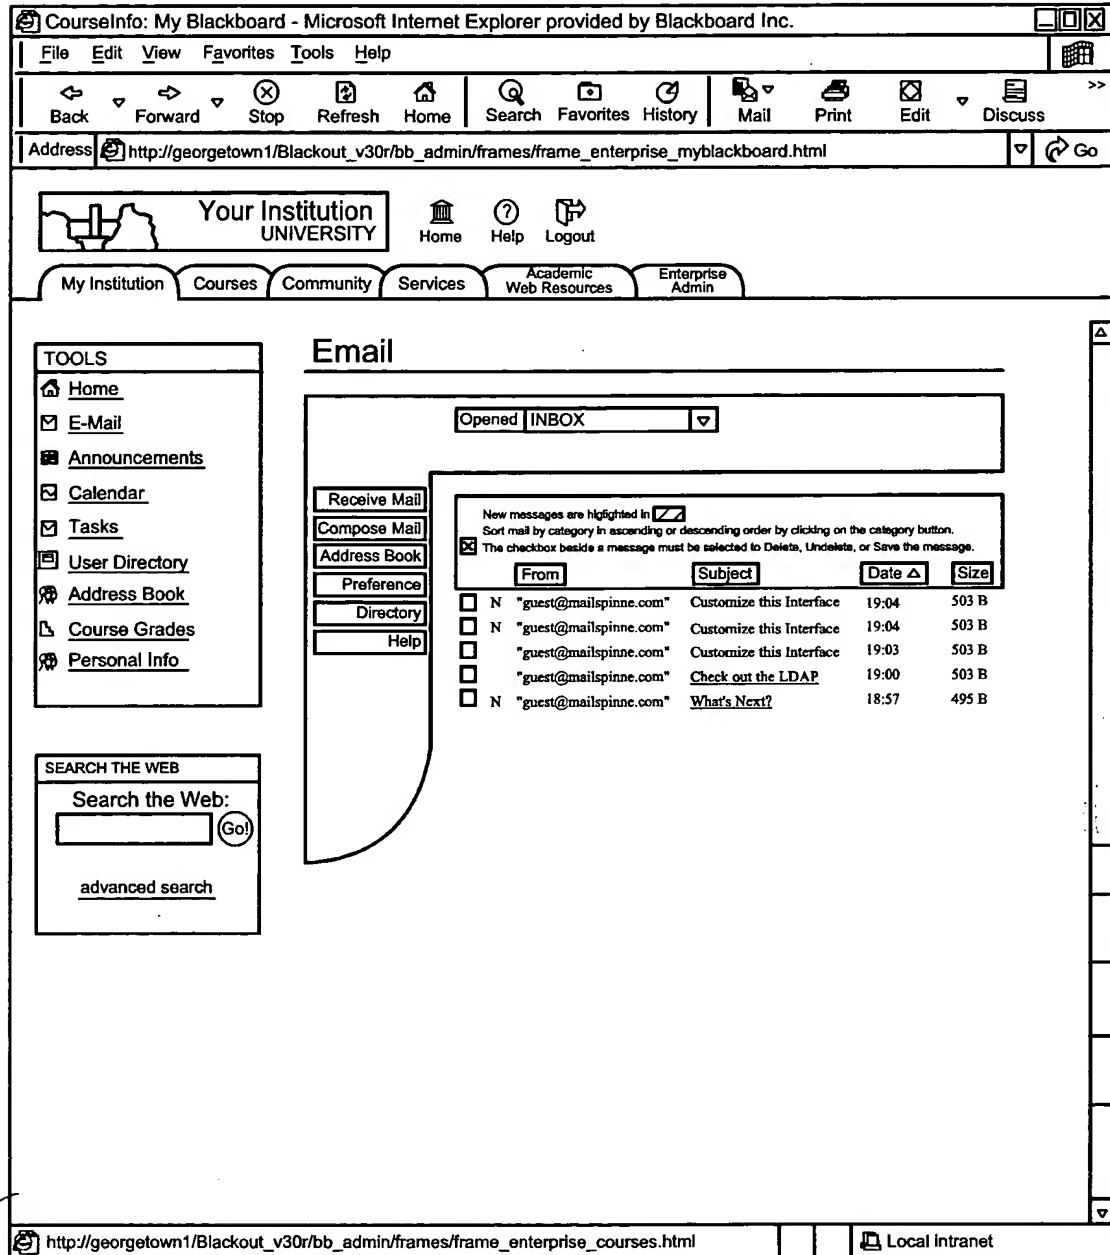 CourseInfo: My Blackboard - Microsoft Internet Explorer provided by Blackboard Inc.
File Edit View Favorites Tools Help
Back Forward Stop Refresh Home Search Favorites History Mail Print Edit Discuss >>
Address http://georgetown1/Blackout_v30r/bb_admin/frames/frame_enterprise_myblackboard.html Go
Your Institution
UNIVERSITY
Home Help Logout
My Institution Courses Community Services Academic Web Resources Enterprise Admin
TOOLS
Home
E-Mail
Announcements
Calendar
Tasks
User Directory
Address Book
Course Grades
Personal Info
SEARCH THE WEB
Search the Web:
Go!
advanced search
Email
Opened INBOX
Receive Mail
Compose Mail
Address Book
Preference
Directory
Help
New messages are higlighted in
Sort mail by category in ascending or descending order by clicking on the category button.
The checkbox beside a message must be selected to Delete, Undelete, or Save the message.
From Subject Date Size
N "guest@mailspinne.com" Customize this Interface 19:04 503 B
N "guest@mailspinne.com" Customize this Interface 19:04 503 B
"guest@mailspinne.com" Customize this Interface 19:03 503 B
"guest@mailspinne.com" Check out the LDAP 19:00 503 B
N "guest@mailspinne.com" What's Next? 18:57 495 B
http://georgetown1/Blackout_v30r/bb_admin/frames/frame_enterprise_courses.html Local intranet